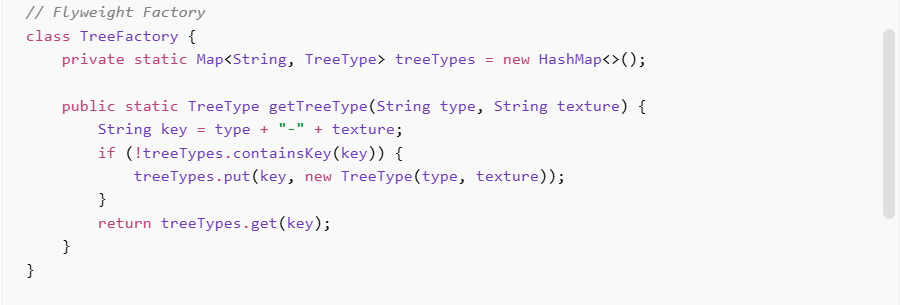 // Flyweight Factory
class TreeFactory {
    private static Map<String, TreeType> treeTypes = new HashMap<>();

    public static TreeType getTreeType(String type, String texture) {
        String key = type + "-" + texture;
        if (!treeTypes.containsKey(key)) {
            treeTypes.put(key, new TreeType(type, texture));
        }
        return treeTypes.get(key);
    }
}